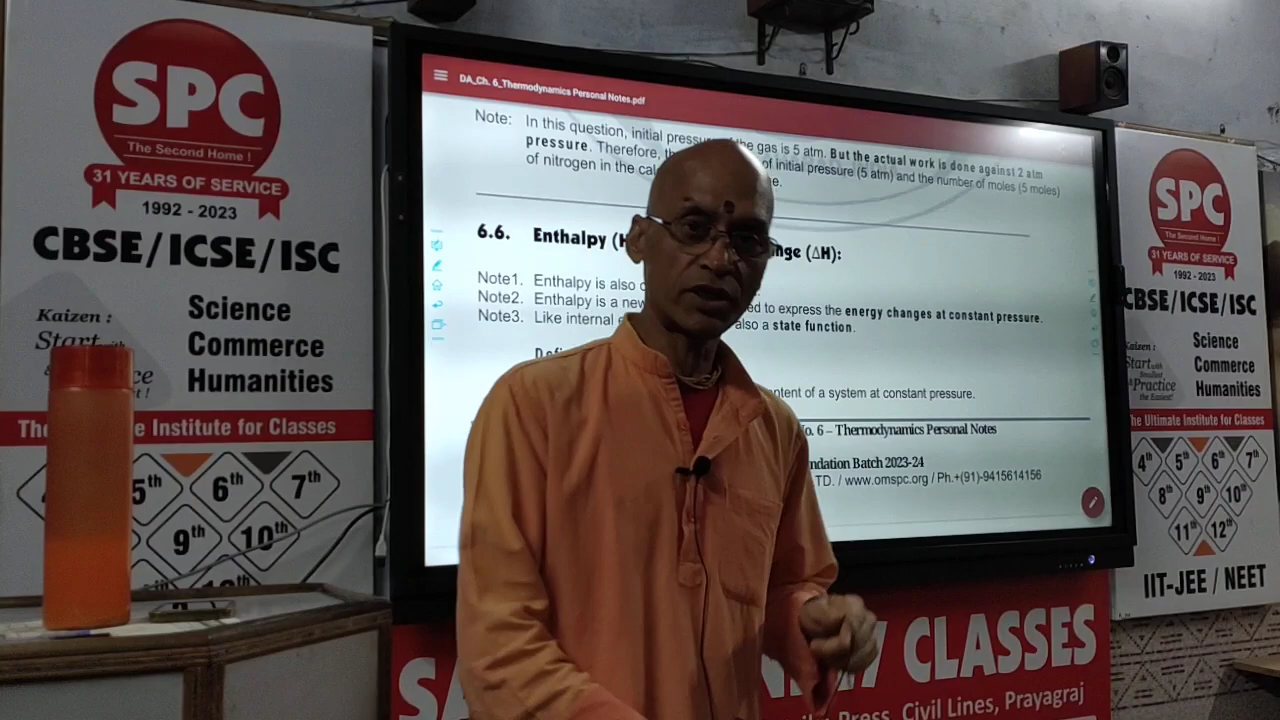 SPC
The Second Home !
31 YEARS OF SERVICE
1992 - 2023
CBSE/ICSE/ISC
Kaizen :
Start
Science
Commerce
Humanities
The Institute for Classes
5th 6th 7th
9th 10th
DA_Ch. 6_Thermodynamics Personal Notes.pdf
Note: In this question, initial pressure the gas is 5 atm. But the actual work is done against 2 atm
pressure. Therefore, of initial pressure (5 atm) and the number of moles (5 moles)
of nitrogen in the
6.6. Enthalpy (ΔH):
Note1. Enthalpy is also
Note2. Enthalpy is a new to express the energy changes at constant pressure.
Note3. Like internal also a state function.
of a system at constant pressure.
No. 6 – Thermodynamics Personal Notes
Batch 2023-24
TD. / www.omspc.org / Ph.+(91)-9415614156
CLASSES
Press, Civil Lines, Prayagraj
SPC
The Second Home !
31 YEARS OF SERVICE
1992 - 2023
CBSE/ICSE/ISC
Kaizen :
Start with
Smallest
& Practice
the Easiest!
Science
Commerce
Humanities
The Ultimate Institute for Classes
4th 5th 6th 7th
8th 9th 10th
11th 12th
IIT-JEE / NEET